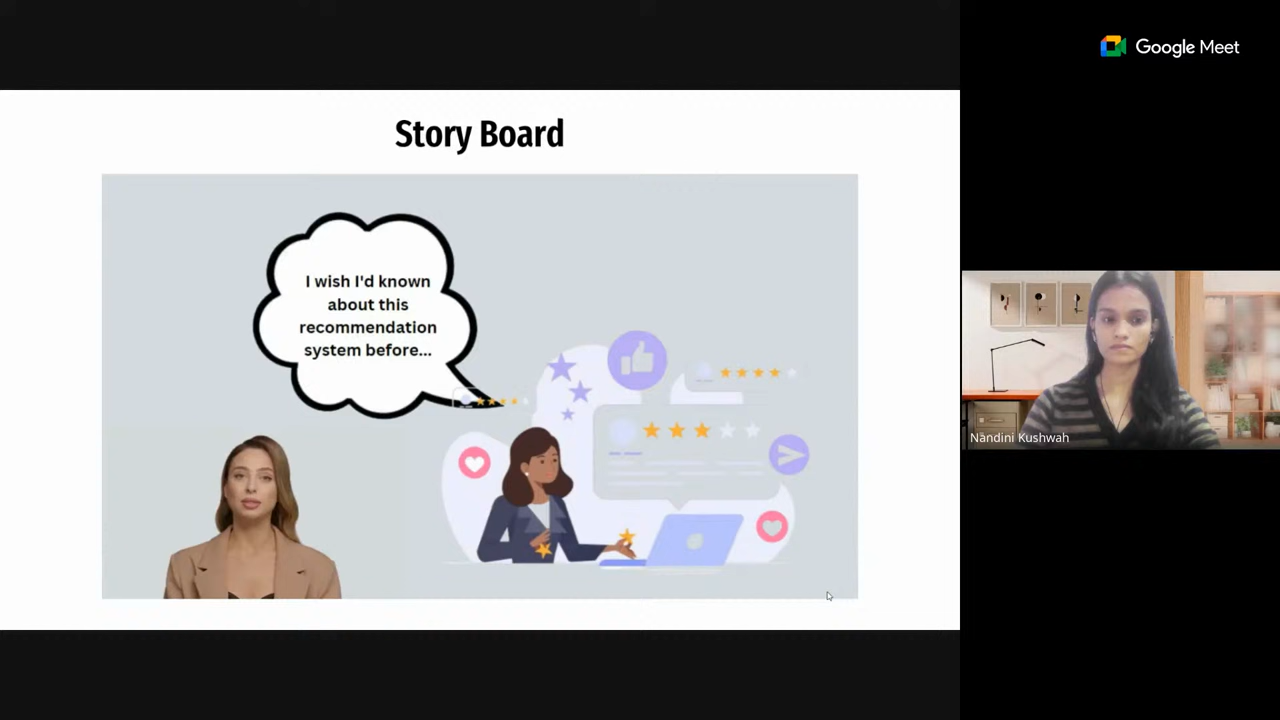 Google Meet
Story Board
I wish I'd known
about this
recommendation
system before...
Nandini Kushwah